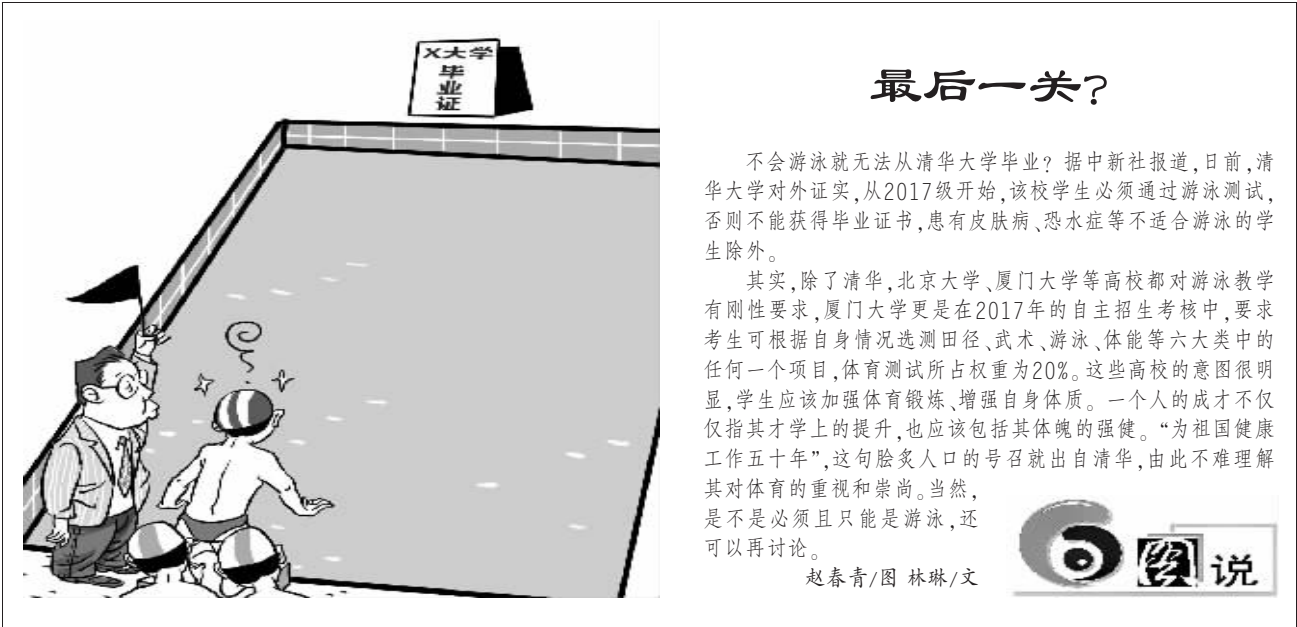 X大学
毕
业
证
最后一关?
不会游泳就无法从清华大学毕业? 据中新社报道,日前,清
华大学对外证实,从2017级开始,该校学生必须通过游泳测试,
否则不能获得毕业证书,患有皮肤病、恐水症等不适合游泳的学
生除外。
其实,除了清华,北京大学、厦门大学等高校都对游泳教学
有刚性要求,厦门大学更是在2017年的自主招生考核中,要求
考生可根据自身情况选测田径、武术、游泳、体能等六大类中的
任何一个项目,体育测试所占权重为20%。这些高校的意图很明
显,学生应该加强体育锻炼、增强自身体质。一个人的成才不仅
仅指其才学上的提升,也应该包括其体魄的强健。“为祖国健康
工作五十年”,这句脍炙人口的号召就出自清华,由此不难理解
其对体育的重视和崇尚。当然,
是不是必须且只能是游泳,还
可以再讨论。
赵春青/图 林琳/文
图说